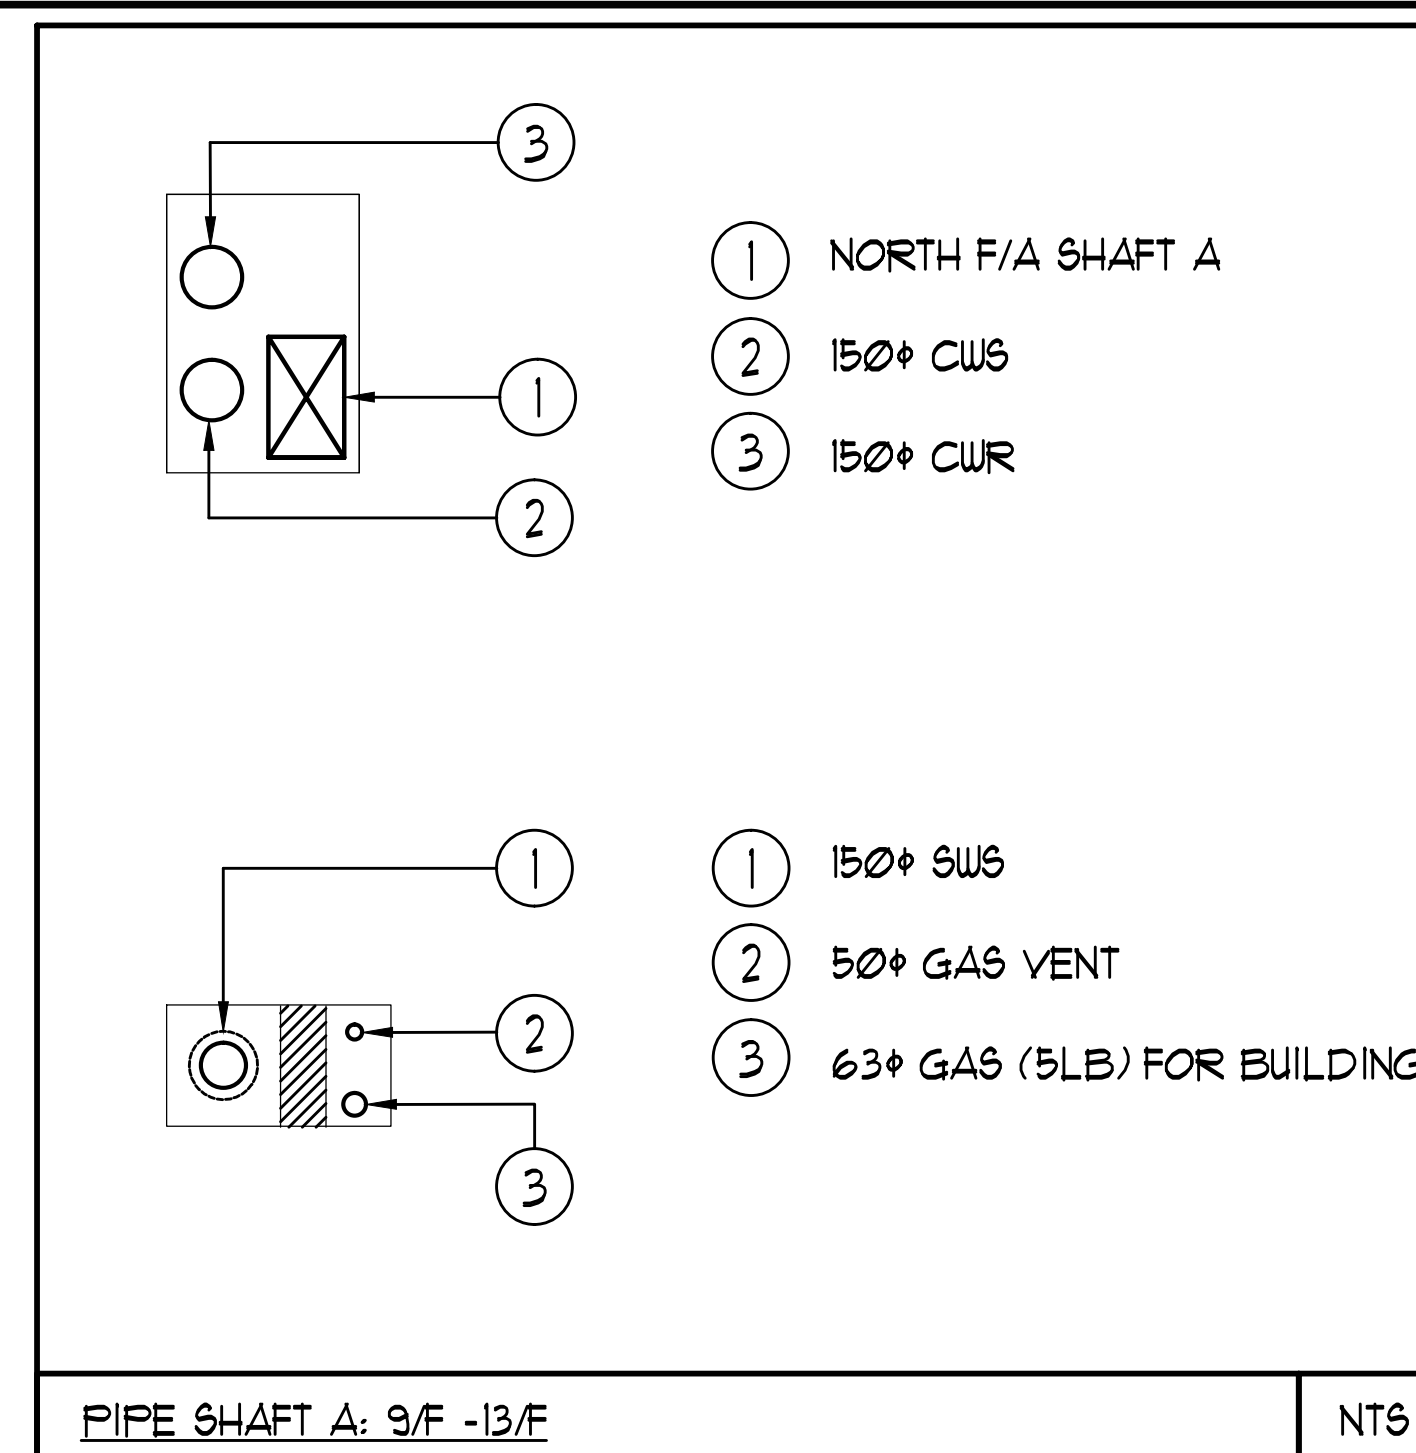 3
1
2
1 NORTH F/A SHAFT A
2 150ϕ CWS
3 150ϕ CWR
1
2
3
1 150ϕ SWS
2 50ϕ GAS VENT
3 63ϕ GAS (5LB) FOR BUILDING
PIPE SHAFT A: 9/F -13/F
NTS